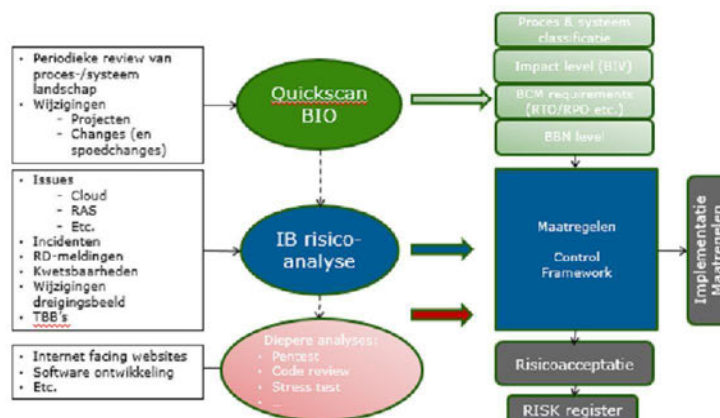 Periodieke review van
proces-/systeem
landschap
Wijzigingen
- Projecten
- Changes (en
spoedchanges)
Quickscan
BIO
Proces & systeem
classificatie
Impact level (BIV)
BCM requirements
(RTO/RPO etc.)
BBN level
Issues
- Cloud
- RAS
- Etc.
Incidenten
RD-meldingen
Kwetsbaarheden
Wijzigingen
dreigingsbeeld
TBB's
IB risico-
analyse
Maatregelen
Control
Framework
Implementatie
Maatregelen
Internet facing websites
Software ontwikkeling
Etc.
Diepere analyses:
Pentest
Code review
Stress test
...
Risicoacceptatie
RISK register